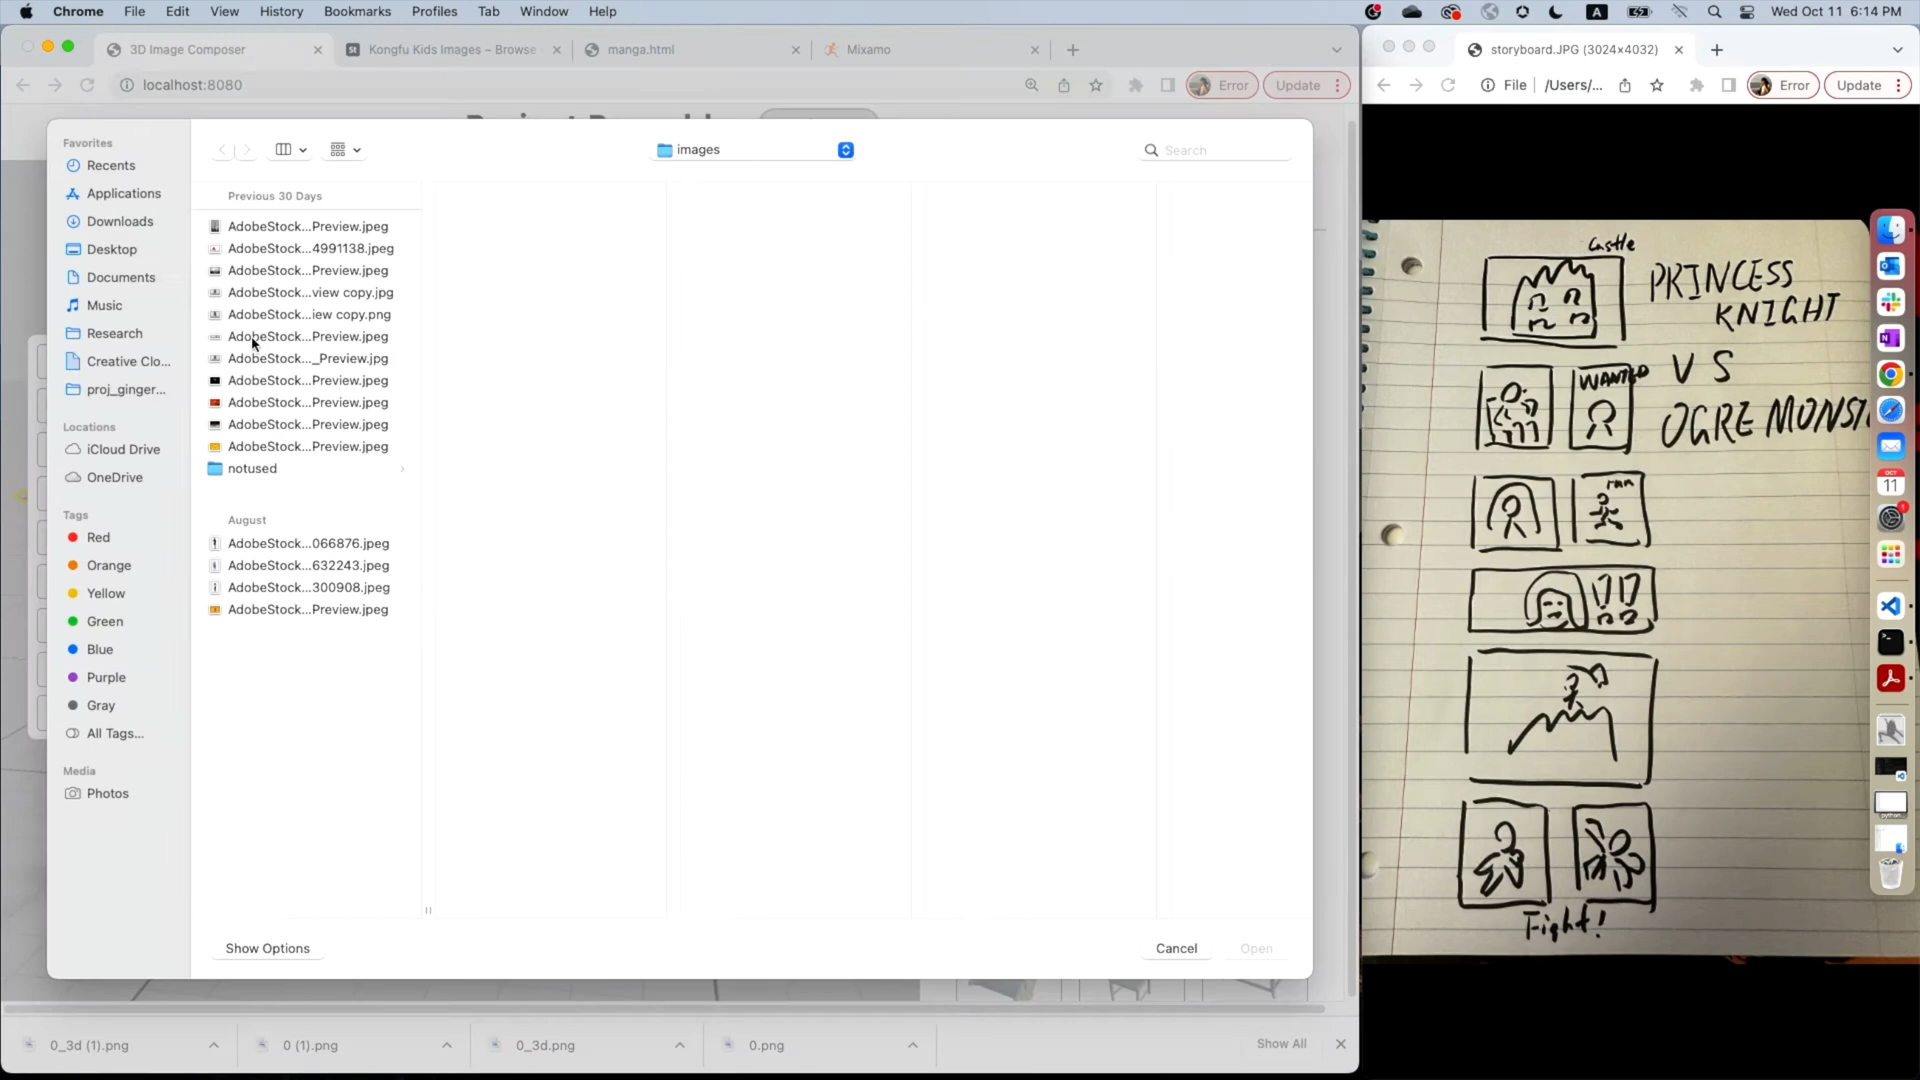 Chrome File Edit View History Bookmarks Profiles Tab Window Help
A Wed Oct 11 6:14 PM
3D Image Composer
Kongfu Kids Images – Browse
manga.html
Mixamo
localhost:8080
Error
Update
storyboard.JPG (3024×4032)
File /Users/...
Error
Update
Favorites
Recents
Applications
Downloads
Desktop
Documents
Music
Research
Creative Clo...
proj_ginger...
Locations
iCloud Drive
OneDrive
Tags
Red
Orange
Yellow
Green
Blue
Purple
Gray
All Tags...
Media
Photos
images
Search
Previous 30 Days
AdobeStock...Preview.jpeg
AdobeStock...4991138.jpeg
AdobeStock...Preview.jpeg
AdobeStock...view copy.jpg
AdobeStock...iew copy.png
AdobeStock...Preview.jpeg
AdobeStock..._Preview.jpg
AdobeStock...Preview.jpeg
AdobeStock...Preview.jpeg
AdobeStock...Preview.jpeg
AdobeStock...Preview.jpeg
notused
August
AdobeStock...066876.jpeg
AdobeStock...632243.jpeg
AdobeStock...300908.jpeg
AdobeStock...Preview.jpeg
Show Options
Cancel
Open
0_3d (1).png
0 (1).png
0_3d.png
0.png
Show All
Castle
PRINCESS
KNIGHT
VS
OGRE MONST
WANTED
run
Fight!
OCT
11